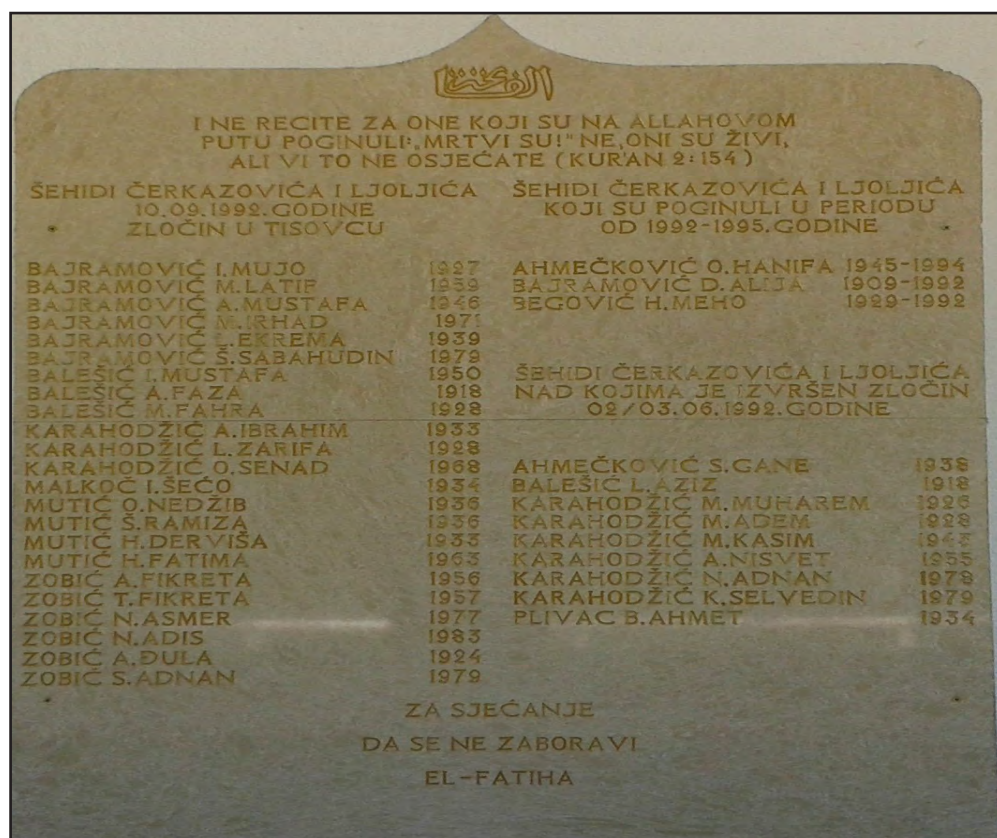 الفاتحة
I NE RECITE ZA ONE KOJI SU NA ALLAHOVOM
PUTU POGINULI:„MRTVI SU!" NE, ONI SU ŽIVI,
ALI VI TO NE OSJEĆATE (KUR'AN 2:154)
ŠEHIDI ČERKAZOVIĆA I LJOLJIĆA
10.09.1992.GODINE
ZLOČIN U TISOVCU
BAJRAMOVIĆ I.MUJO 1927
BAJRAMOVIĆ M.LATIF 1959
BAJRAMOVIĆ A.MUSTAFA 1946
BAJRAMOVIĆ M.IRHAD 1971
BAJRAMOVIĆ L.EKREMA 1939
BAJRAMOVIĆ Š.SABAHUDIN 1979
BALEŠIĆ I.MUSTAFA 1950
BALEŠIĆ A.FAZA 1918
BALEŠIĆ M.FAHRA 1928
KARAHODŽIĆ A.IBRAHIM 1933
KARAHODŽIĆ L.ZARIFA 1928
KARAHODŽIĆ O.SENAD 1968
MALKOČ I.ŠEĆO 1934
MUTIĆ O.NEDŽIB 1936
MUTIĆ Š.RAMIZA 1936
MUTIĆ H.DERVIŠA 1933
MUTIĆ H.FATIMA 1963
ZOBIĆ A.FIKRETA 1956
ZOBIĆ T.FIKRETA 1957
ZOBIĆ N.ASMER 1977
ZOBIĆ N.ADIS 1983
ZOBIĆ A.ĐULA 1924
ZOBIĆ S.ADNAN 1979
ŠEHIDI ČERKAZOVIĆA I LJOLJIĆA
KOJI SU POGINULI U PERIODU
OD 1992-1995.GODINE
AHMEČKOVIĆ O.HANIFA 1945-1994
BAJRAMOVIĆ D.ALIJA 1909-1992
BEGOVIĆ H.MEHO 1929-1992
ŠEHIDI ČERKAZOVIĆA I LJOLJIĆA
NAD KOJIMA JE IZVRŠEN ZLOČIN
02/03.06.1992.GODINE
AHMEČKOVIĆ S.GANE 1938
BALEŠIĆ L.AZIZ 1918
KARAHODŽIĆ M.MUHAREM 1926
KARAHODŽIĆ M.ADEM 1928
KARAHODŽIĆ M.KASIM
KARAHODŽIĆ A.NISVET 1955
KARAHODŽIĆ N.ADNAN 1978
KARAHODŽIĆ K.SELVEDIN 1979
PLIVAC B.AHMET 1934
ZA SJEĆANJE
DA SE NE ZABORAVI
EL-FATIHA